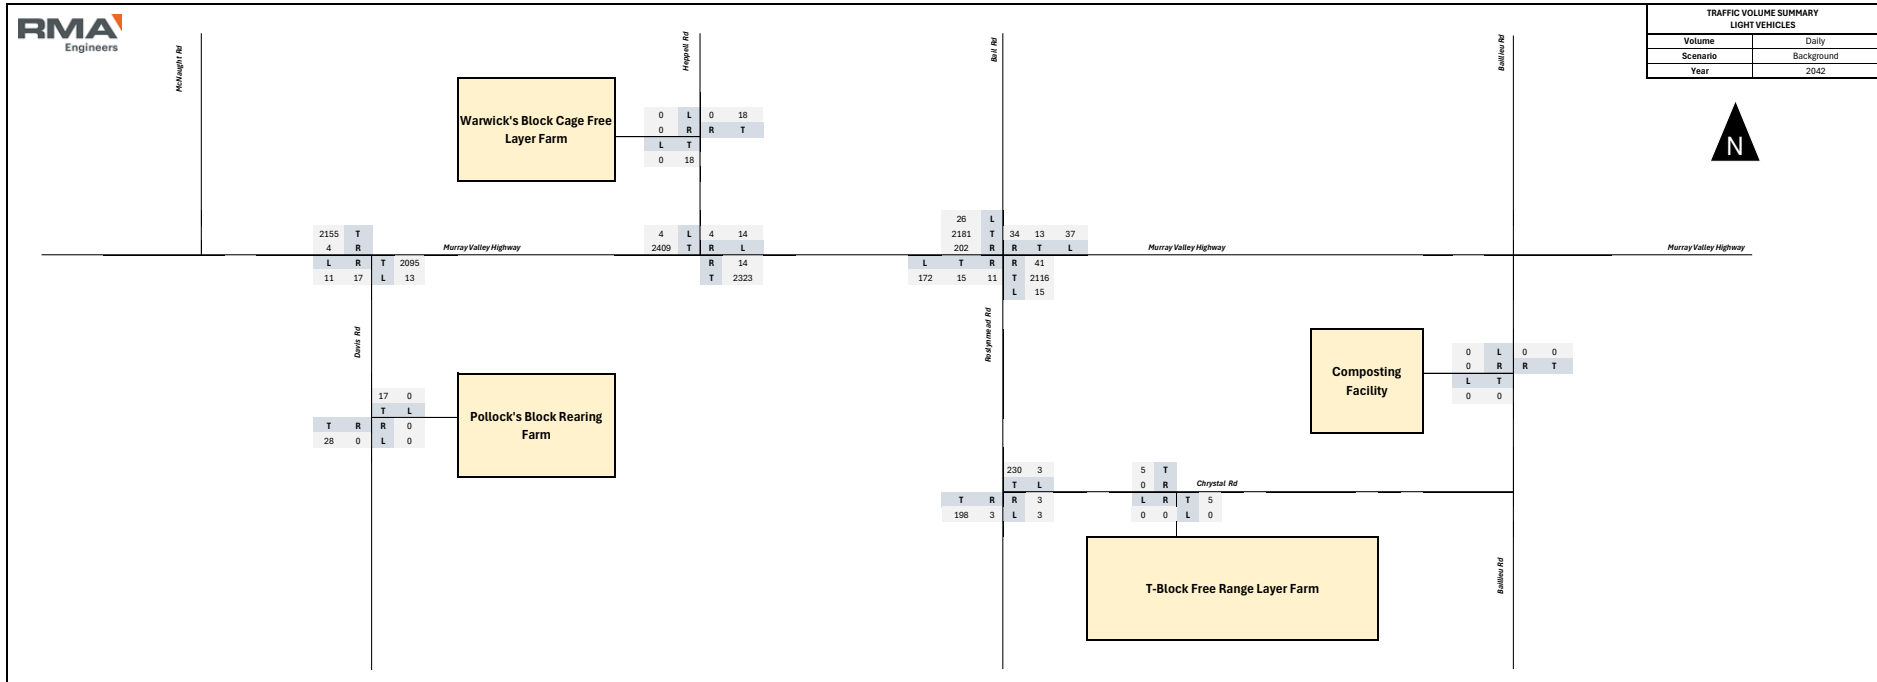 RMA
Engineers
TRAFFIC VOLUME SUMMARY
LIGHT VEHICLES
Volume Daily
Scenario Background
Year 2042
N
McNaught Rd
Heppell Rd
Ball Rd
Baillieu Rd
Warwick's Block Cage Free
Layer Farm
0 L 0 18
0 R R T
L T
0 18
2155 T
4 R
L R T 2095
11 17 L 13
Murray Valley Highway
4 L 4 14
2409 T R L
R 14
T 2323
26 L
2181 T 34 13 37
202 R R T L
L T R R 41
172 15 11 T 2116
L 15
Murray Valley Highway
Murray Valley Highway
Davis Rd
Roslynmead Rd
Pollock's Block Rearing
Farm
17 0
T L
T R R 0
28 0 L 0
Composting
Facility
0 L 0 0
0 R R T
L T
0 0
230 3
T L
T R R 3
198 3 L 3
5 T
0 R
L R T 5
0 0 L 0
Chrystal Rd
T-Block Free Range Layer Farm
Baillieu Rd